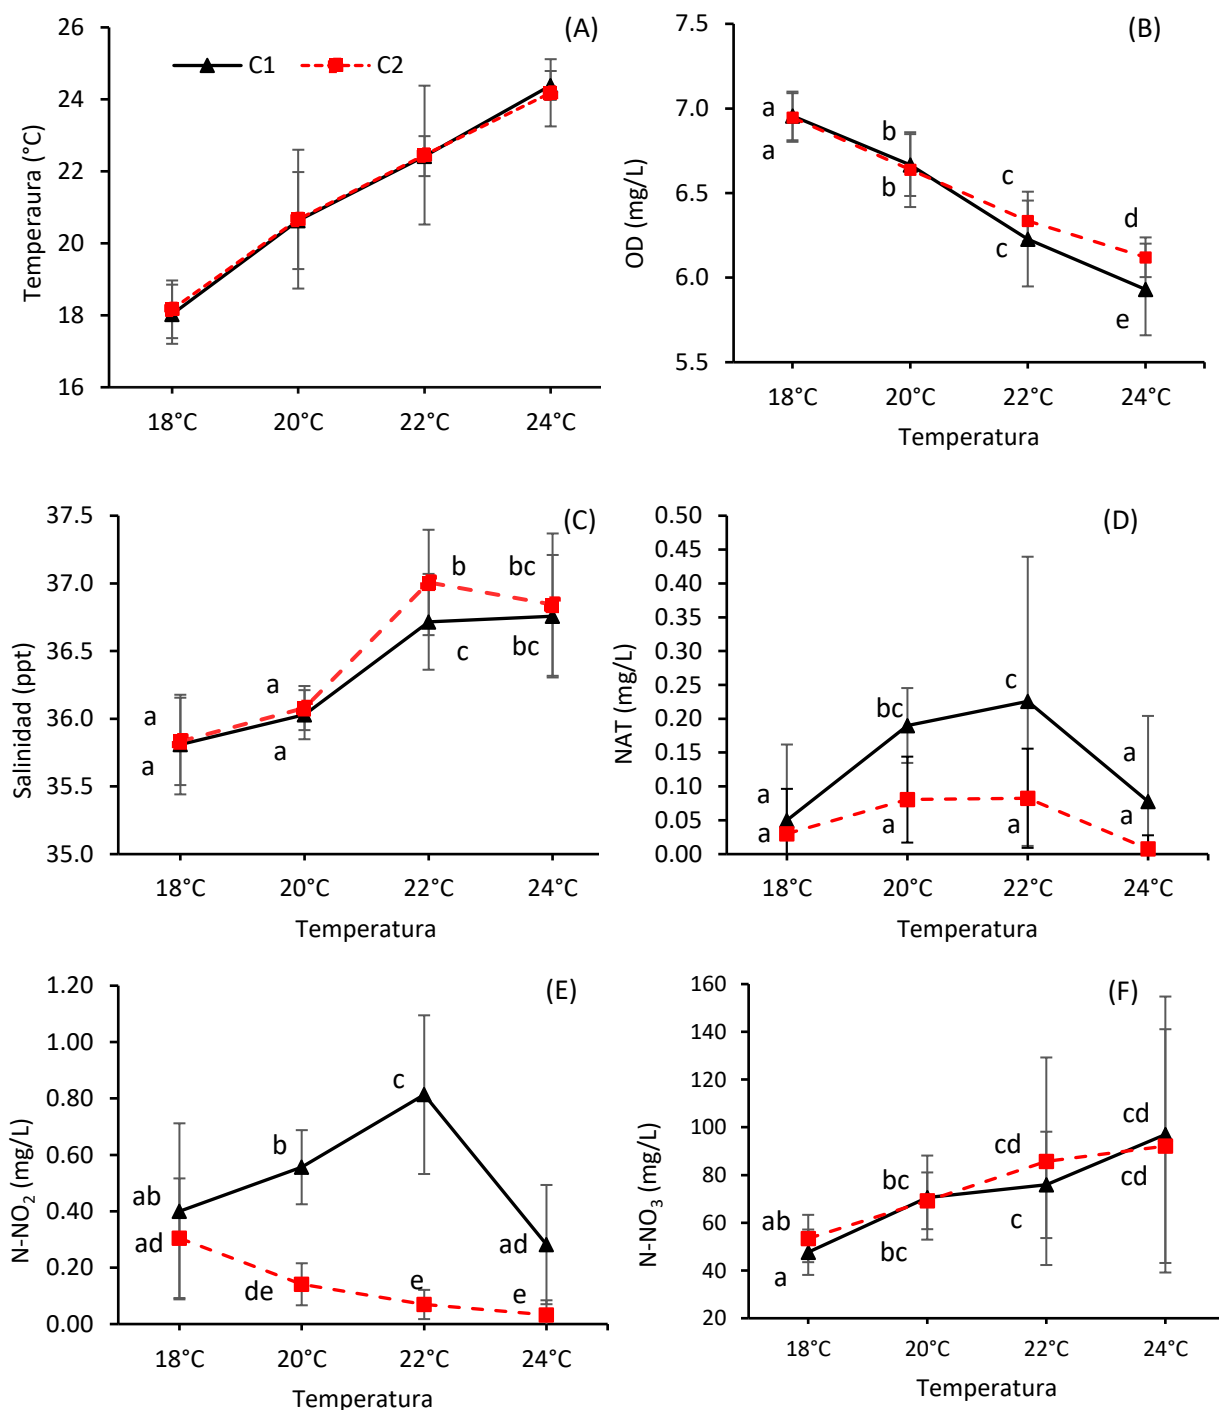 (A)
C1 C2
Temperaura (°C)
26
24
22
20
18
16
18°C 20°C 22°C 24°C
(B)
OD (mg/L)
7.5
7.0
6.5
6.0
5.5
a b c d
a b c e
18°C 20°C 22°C 24°C
Temperatura
(C)
Salinidad (ppt)
37.5
37.0
36.5
36.0
35.5
35.0
a a b bc
a a c bc
18°C 20°C 22°C 24°C
Temperatura
(D)
NAT (mg/L)
0.50
0.45
0.40
0.35
0.30
0.25
0.20
0.15
0.10
0.05
0.00
a bc c a
a a a a
18°C 20°C 22°C 24°C
Temperatura
(E)
N-NO₂ (mg/L)
1.20
1.00
0.80
0.60
0.40
0.20
0.00
ab b c ad
ad de e e
18°C 20°C 22°C 24°C
Temperatura
(F)
N-NO₃ (mg/L)
160
140
120
100
80
60
40
20
ab bc cd cd
a bc c cd
18°C 20°C 22°C 24°C
Temperatura